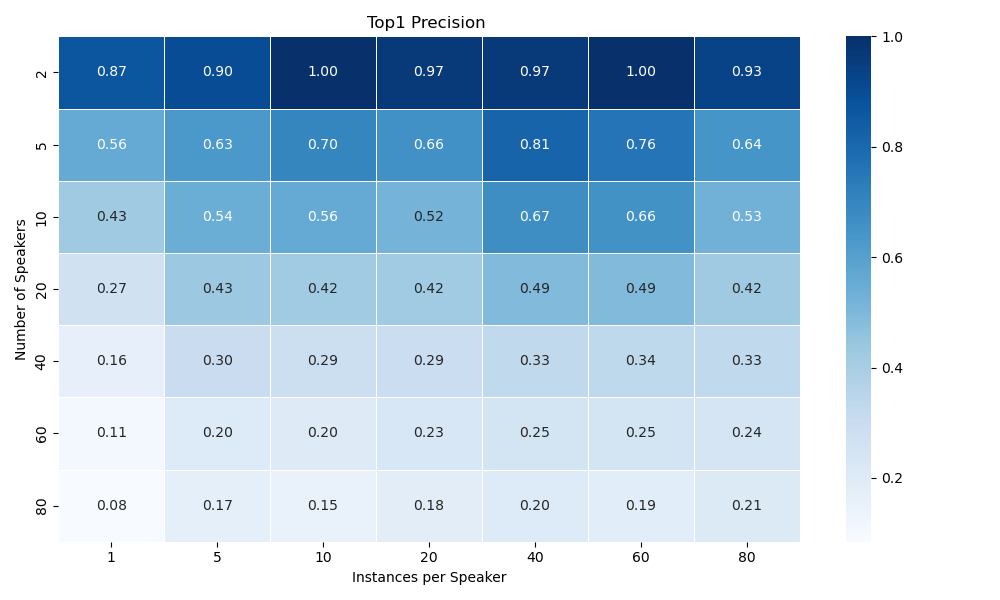 Top1 Precision
2 0.87 0.90 1.00 0.97 0.97 1.00 0.93
5 0.56 0.63 0.70 0.66 0.81 0.76 0.64
10 0.43 0.54 0.56 0.52 0.67 0.66 0.53
20 0.27 0.43 0.42 0.42 0.49 0.49 0.42
40 0.16 0.30 0.29 0.29 0.33 0.34 0.33
60 0.11 0.20 0.20 0.23 0.25 0.25 0.24
80 0.08 0.17 0.15 0.18 0.20 0.19 0.21
1 5 10 20 40 60 80
Instances per Speaker
Number of Speakers
1.0
0.8
0.6
0.4
0.2